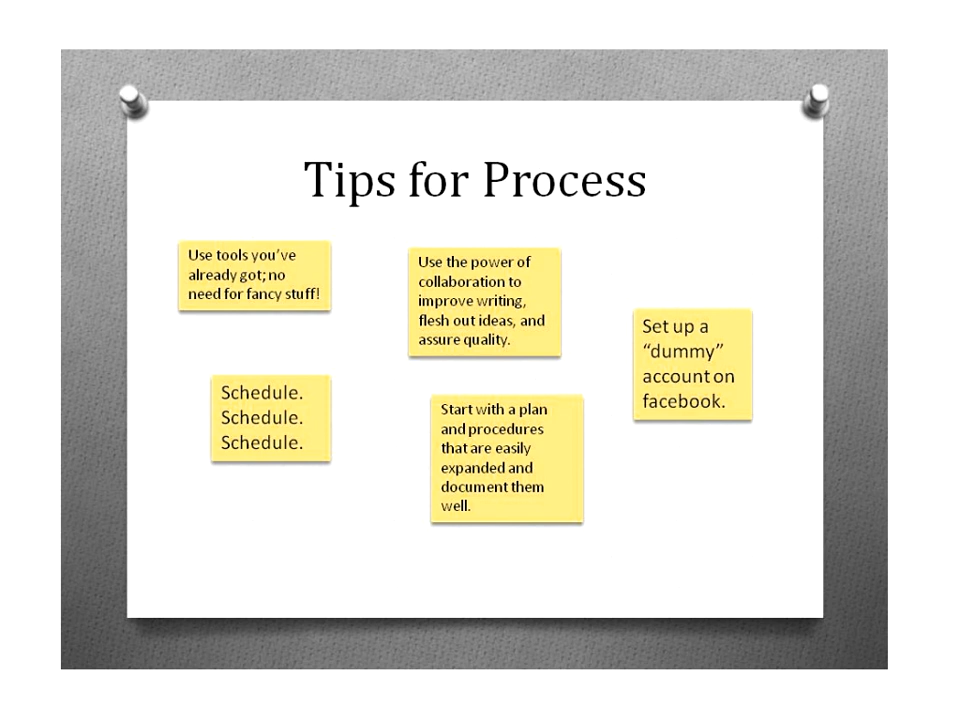 Tips for Process
Use tools you've
already got; no
need for fancy stuff!
Use the power of
collaboration to
improve writing,
flesh out ideas, and
assure quality.
Set up a
“dummy”
account on
facebook.
Schedule.
Schedule.
Schedule.
Start with a plan
and procedures
that are easily
expanded and
document them
well.